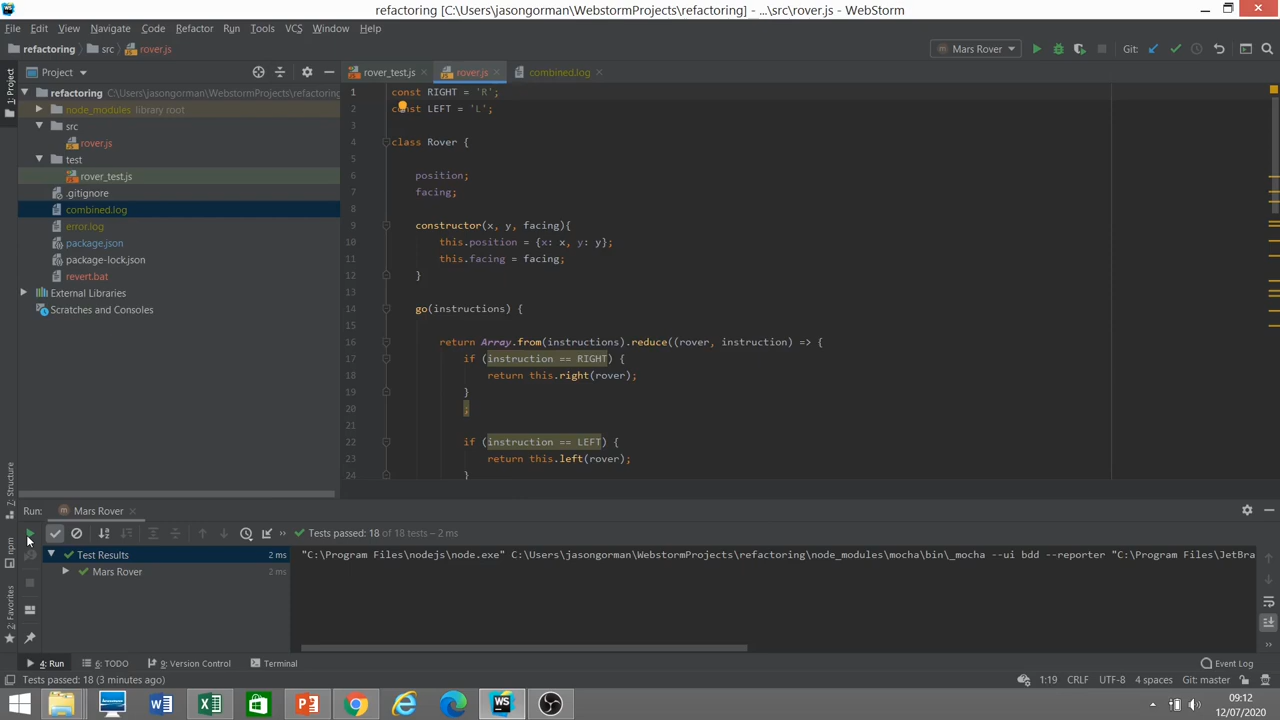 refactoring [C:\Users\jasongorman\WebstormProjects\refactoring] - ...\src\rover.js - WebStorm
File Edit View Navigate Code Refactor Run Tools VCS Window Help
refactoring src rover.js Mars Rover Git:
Project rover_test.js rover.js combined.log
1: Project
refactoring C:\Users\jasongorman\WebstormProjects\refactoring
node_modules library root
src
rover.js
test
rover_test.js
.gitignore
combined.log
error.log
package.json
package-lock.json
revert.bat
External Libraries
Scratches and Consoles
1 const RIGHT = 'R';
2 const LEFT = 'L';
3
4 class Rover {
5
6 position;
7 facing;
8
9 constructor(x, y, facing){
10 this.position = {x: x, y: y};
11 this.facing = facing;
12 }
13
14 go(instructions) {
15
16 return Array.from(instructions).reduce((rover, instruction) => {
17 if (instruction == RIGHT) {
18 return this.right(rover);
19 }
20 ;
21
22 if (instruction == LEFT) {
23 return this.left(rover);
24 }
7: Structure
npm
2: Favorites
Run: Mars Rover
Tests passed: 18 of 18 tests – 2 ms
Test Results 2 ms
Mars Rover 2 ms
"C:\Program Files\nodejs\node.exe" C:\Users\jasongorman\WebstormProjects\refactoring\node_modules\mocha\bin\_mocha --ui bdd --reporter "C:\Program Files\JetBra
4: Run 6: TODO 9: Version Control Terminal Event Log
Tests passed: 18 (3 minutes ago) 1:19 CRLF UTF-8 4 spaces Git: master
09:12
12/07/2020